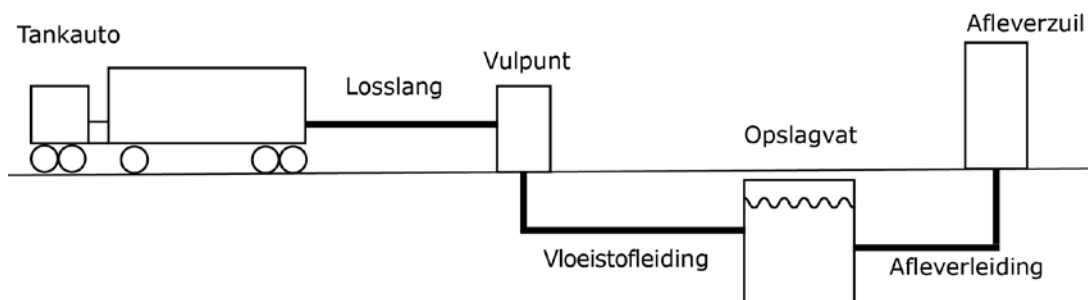 Tankauto
Losslang
Vulpunt
Opslagvat
Afleverzuil
Vloeistofleiding
Afleverleiding